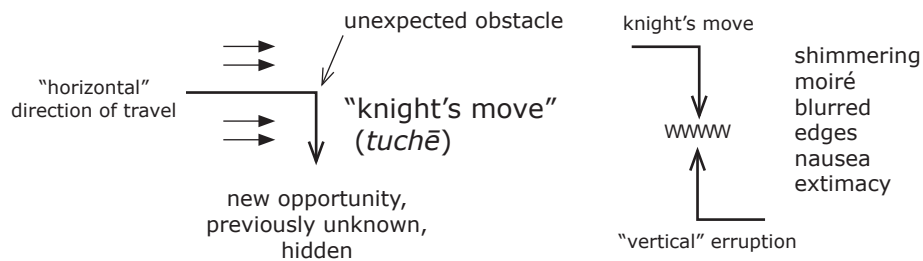 unexpected obstacle
“horizontal”
direction of travel
“knight’s move”
(tuchē)
new opportunity,
previously unknown,
hidden
knight’s move
shimmering
moiré
blurred
edges
nausea
extimacy
WWWWW
“vertical” erruption